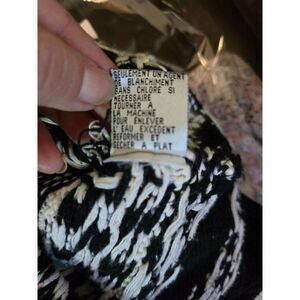 SEULEMENT UN AGENT
DE BLANCHIMENT
SANS CHLORE SI
NECESSAIRE
TOURNER A
LA MACHINE
POUR ENLEVER
L'EAU EXCEDENT
REFORMER ET
SECHER A PLAT